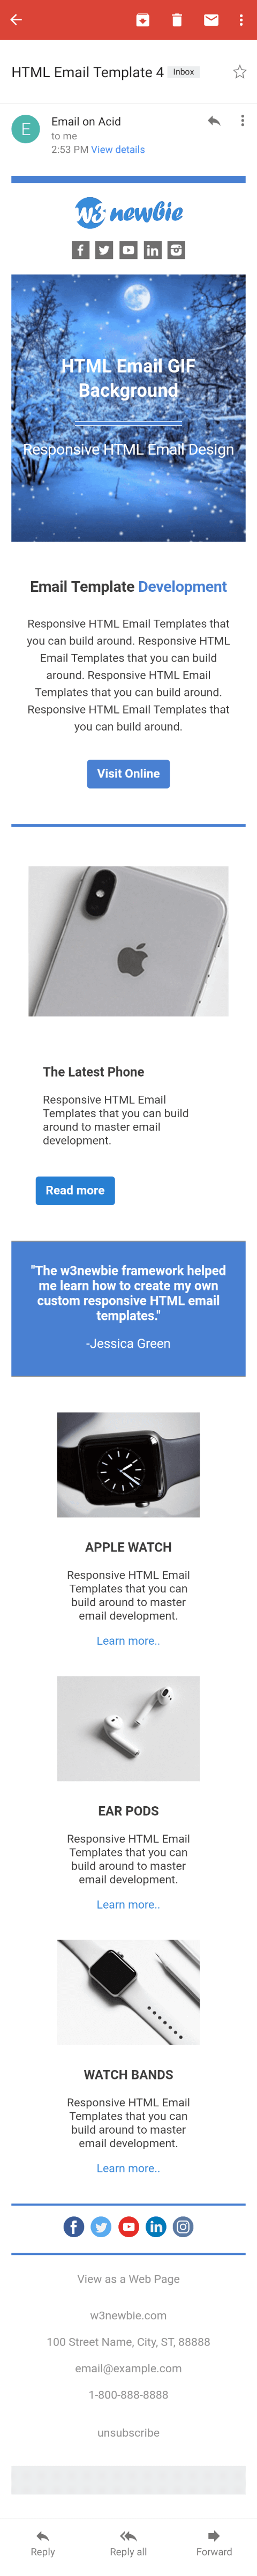 HTML Email Template 4 Inbox
E
Email on Acid
to me
2:53 PM View details
w3 newbie
HTML Email GIF
Background
Responsive HTML Email Design
Email Template Development
Responsive HTML Email Templates that
you can build around. Responsive HTML
Email Templates that you can build
around. Responsive HTML Email
Templates that you can build around.
Responsive HTML Email Templates that
you can build around.
Visit Online
The Latest Phone
Responsive HTML Email
Templates that you can build
around to master email
development.
Read more
"The w3newbie framework helped
me learn how to create my own
custom responsive HTML email
templates."
-Jessica Green
APPLE WATCH
Responsive HTML Email
Templates that you can
build around to master
email development.
Learn more..
EAR PODS
Responsive HTML Email
Templates that you can
build around to master
email development.
Learn more..
WATCH BANDS
Responsive HTML Email
Templates that you can
build around to master
email development.
Learn more..
View as a Web Page
w3newbie.com
100 Street Name, City, ST, 88888
email@example.com
1-800-888-8888
unsubscribe
Reply
Reply all
Forward